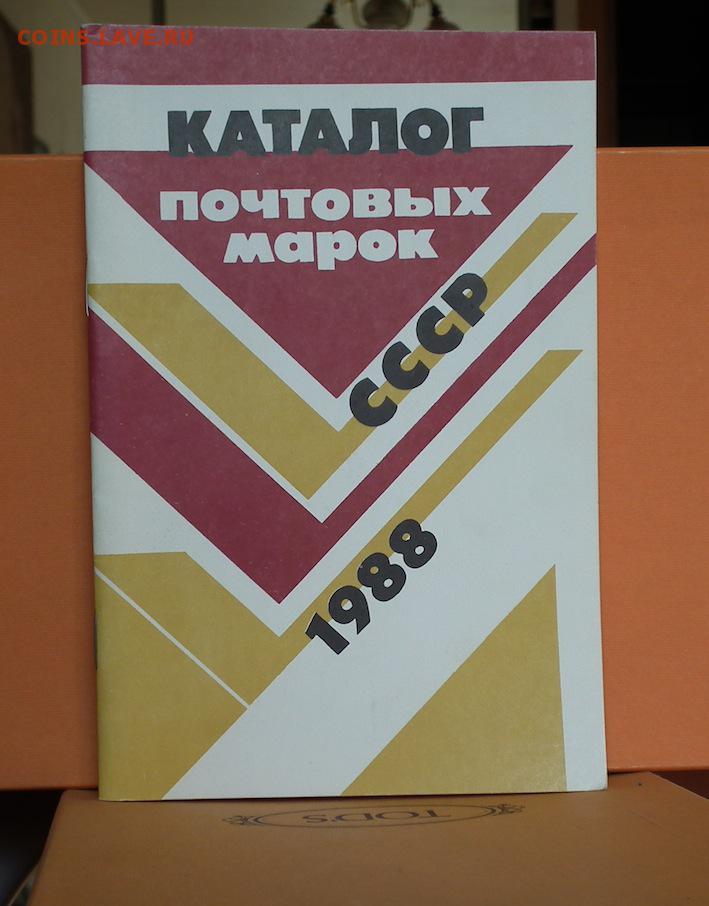 COINS.LAVE.RU
КАТАЛОГ
ПОЧТОВЫХ
МАРОК
СССР
1988
TOD'S